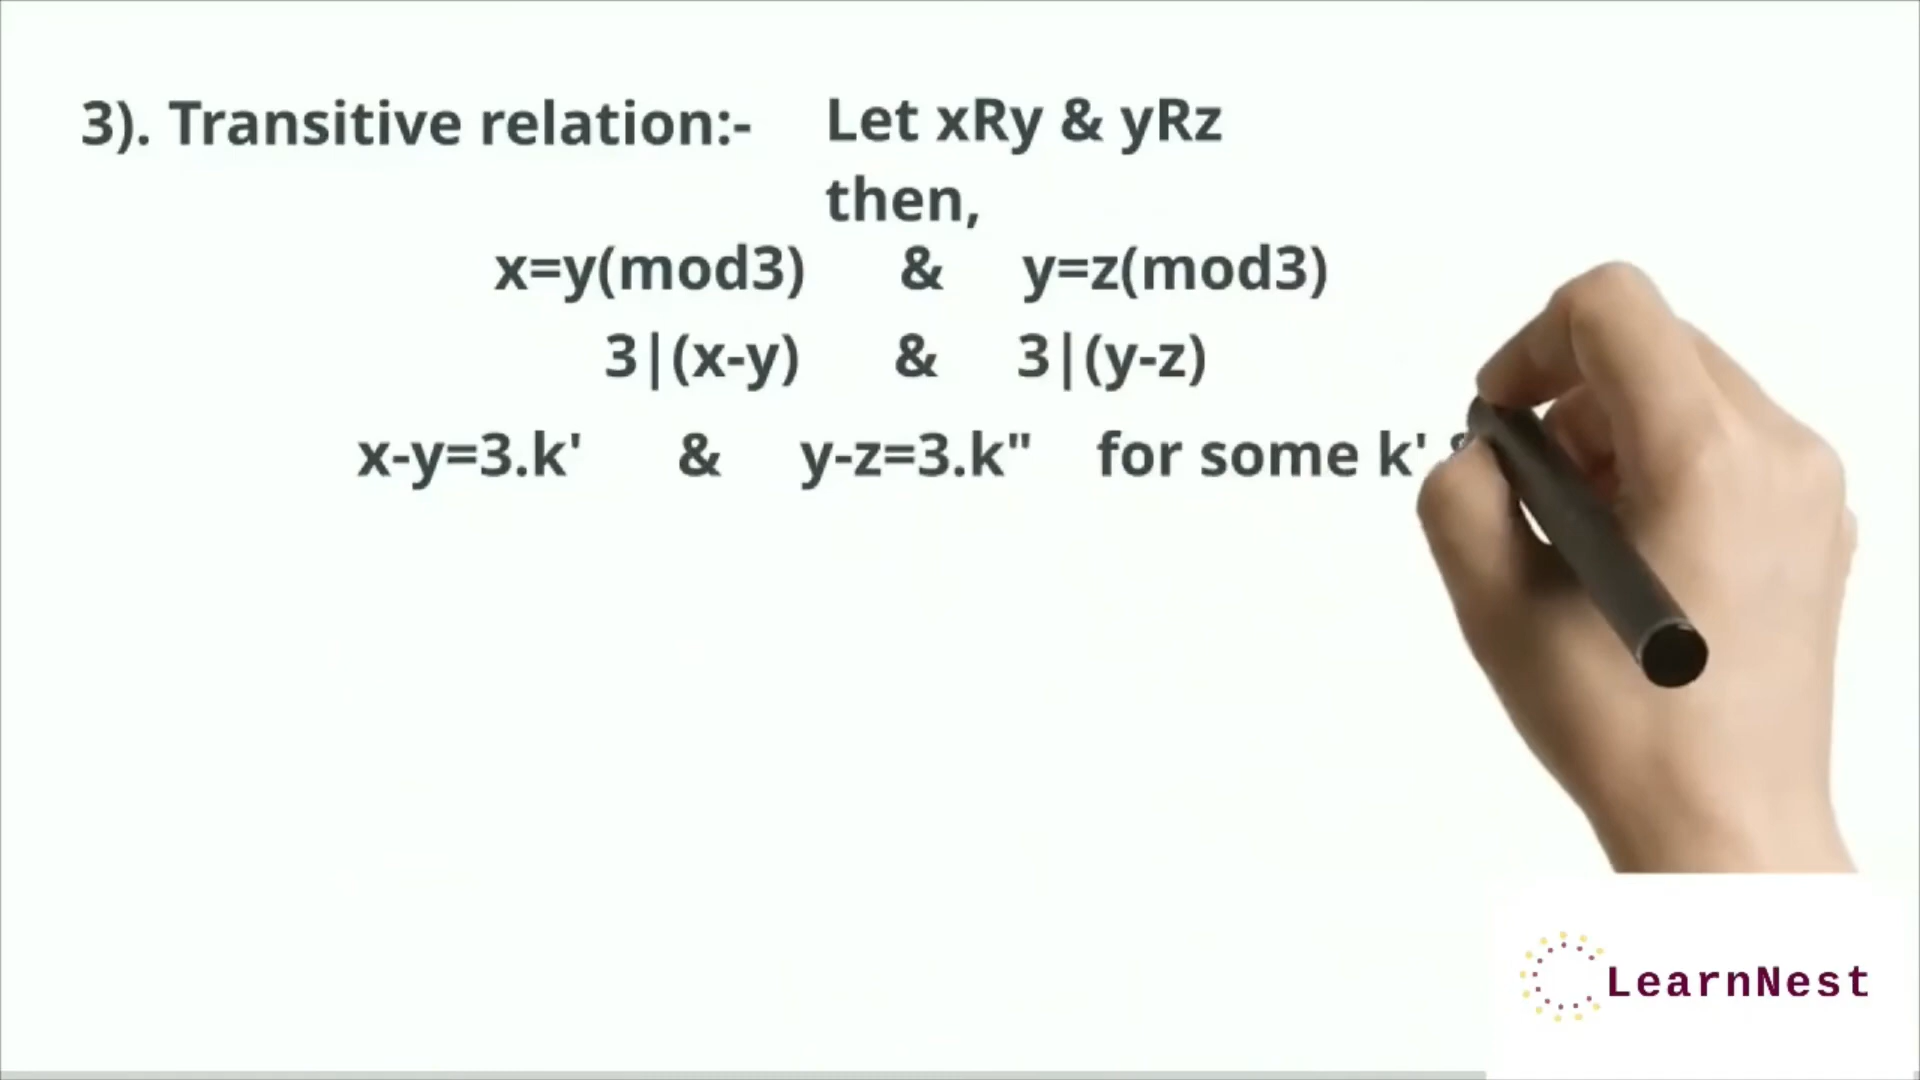 3). Transitive relation:- Let xRy & yRz
then,
x=y(mod3) & y=z(mod3)
3|(x-y) & 3|(y-z)
x-y=3.k' & y-z=3.k" for some k'
LearnNest